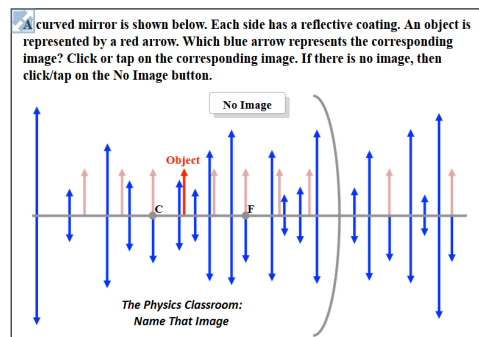 A curved mirror is shown below. Each side has a reflective coating. An object is
represented by a red arrow. Which blue arrow represents the corresponding
image? Click or tap on the corresponding image. If there is no image, then
click/tap on the No Image button.
No Image
Object
C
F
The Physics Classroom:
Name That Image